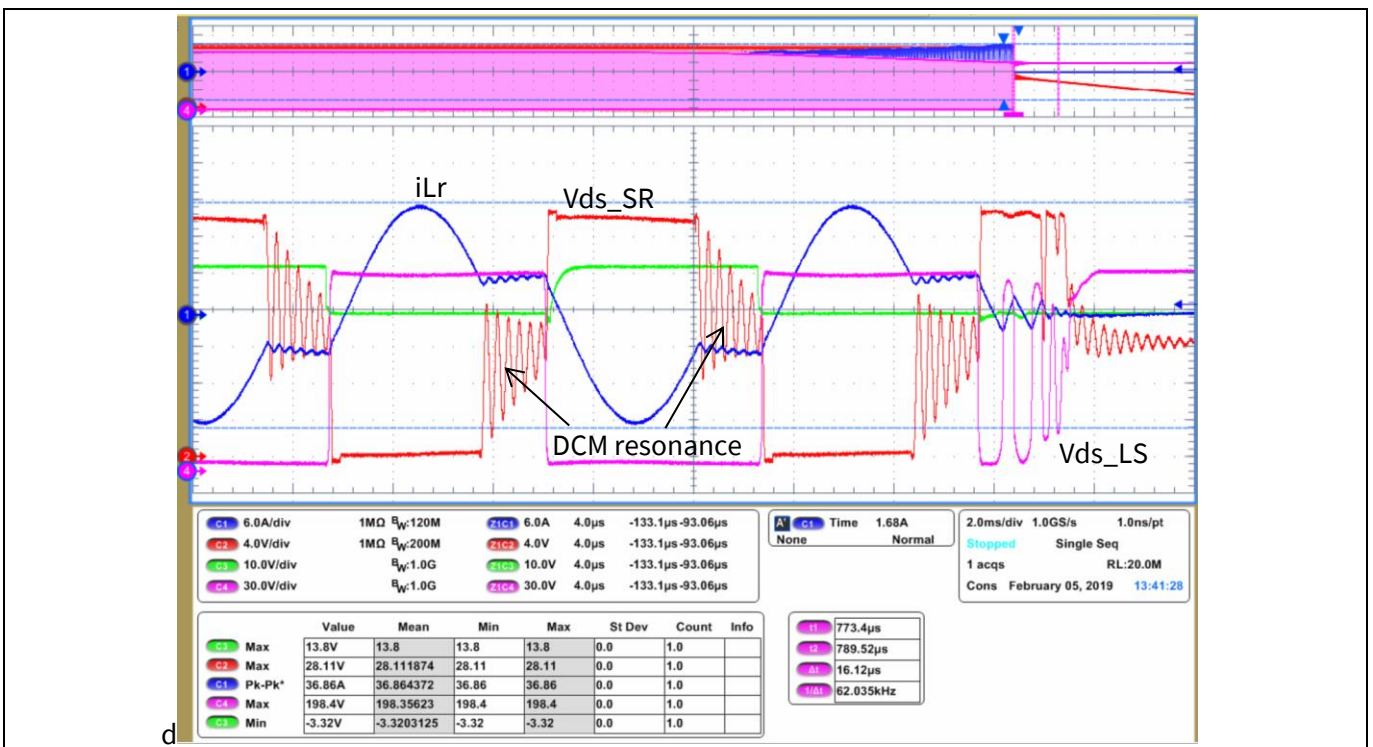 1
4
iLr
Vds_SR
1
DCM resonance
2
4
Vds_LS
C1 6.0A/div 1MΩ BW:120M Z1C1 6.0A 4.0µs -133.1µs-93.06µs
C2 4.0V/div 1MΩ BW:200M Z1C2 4.0V 4.0µs -133.1µs-93.06µs
C3 10.0V/div BW:1.0G Z1C3 10.0V 4.0µs -133.1µs-93.06µs
C4 30.0V/div BW:1.0G Z1C4 30.0V 4.0µs -133.1µs-93.06µs
A' C1 Time 1.68A
None Normal
2.0ms/div 1.0GS/s 1.0ns/pt
Stopped Single Seq
1 acqs RL:20.0M
Cons February 05, 2019 13:41:28
Value Mean Min Max St Dev Count Info
C3 Max 13.8V 13.8 13.8 13.8 0.0 1.0
C2 Max 28.11V 28.111874 28.11 28.11 0.0 1.0
C1 Pk-Pk* 36.86A 36.864372 36.86 36.86 0.0 1.0
C4 Max 198.4V 198.35623 198.4 198.4 0.0 1.0
C3 Min -3.32V -3.3203125 -3.32 -3.32 0.0 1.0
t1 773.4µs
t2 789.52µs
Δt 16.12µs
1/Δt 62.035kHz
d